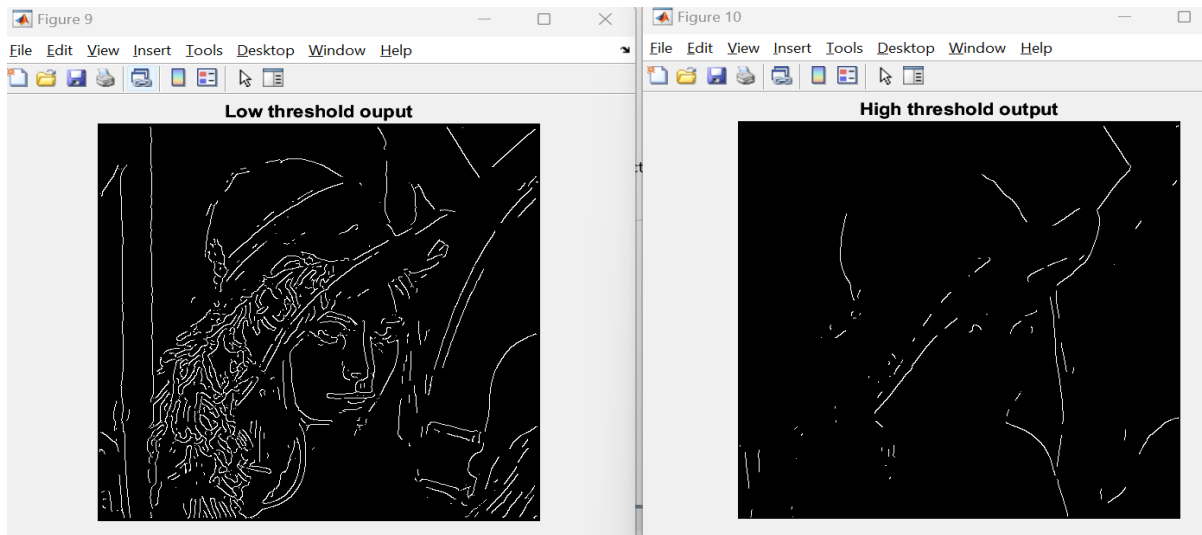 Figure 9
File Edit View Insert Tools Desktop Window Help
Low threshold ouput
Figure 10
File Edit View Insert Tools Desktop Window Help
High threshold output
ct